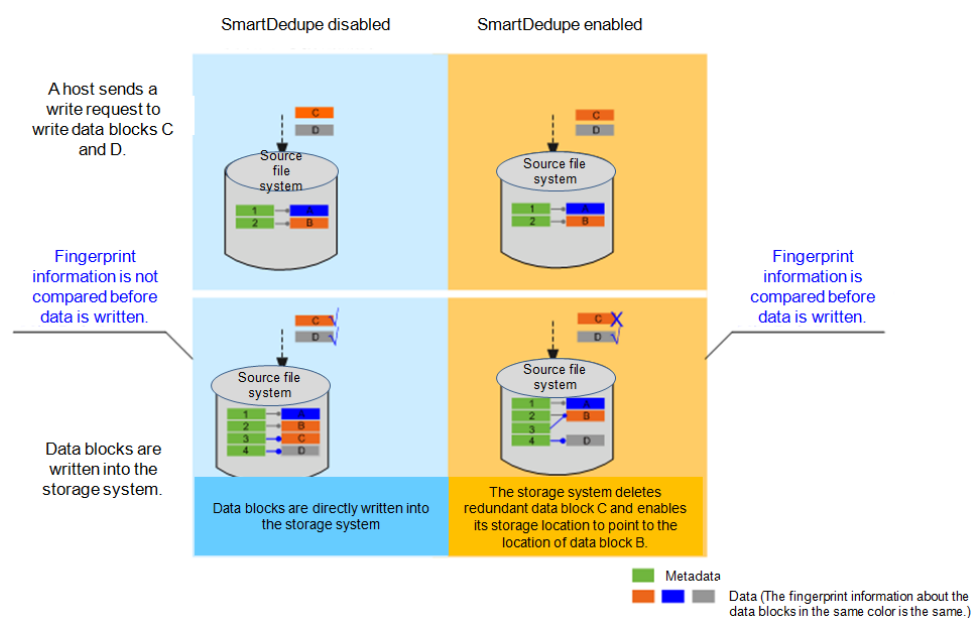 SmartDedupe disabled
SmartDedupe enabled
A host sends a
write request to
write data blocks C
and D.
C
D
Source
file
system
1 A
2 B
C
D
Source file
system
1 A
2 B
Fingerprint
information is not
compared before
data is written.
Fingerprint
information is
compared before
data is written.
Data blocks are
written into the
storage system.
C
D
Source file
system
1 A
2 B
3 C
4 D
Data blocks are directly written into
the storage system
C
D
Source file
system
1 A
2 B
3
4 D
The storage system deletes
redundant data block C and enables
its storage location to point to the
location of data block B.
Metadata
Data (The fingerprint information about the
data blocks in the same color is the same.)